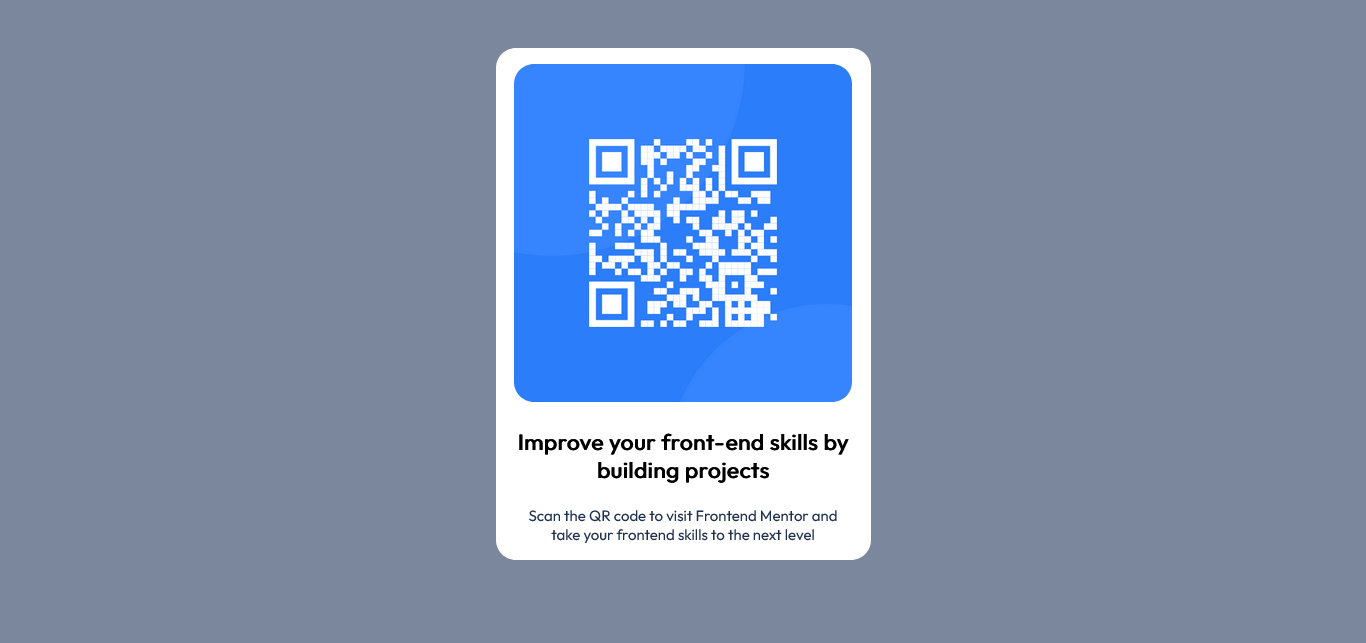 Improve your front-end skills by
building projects
Scan the QR code to visit Frontend Mentor and
take your frontend skills to the next level